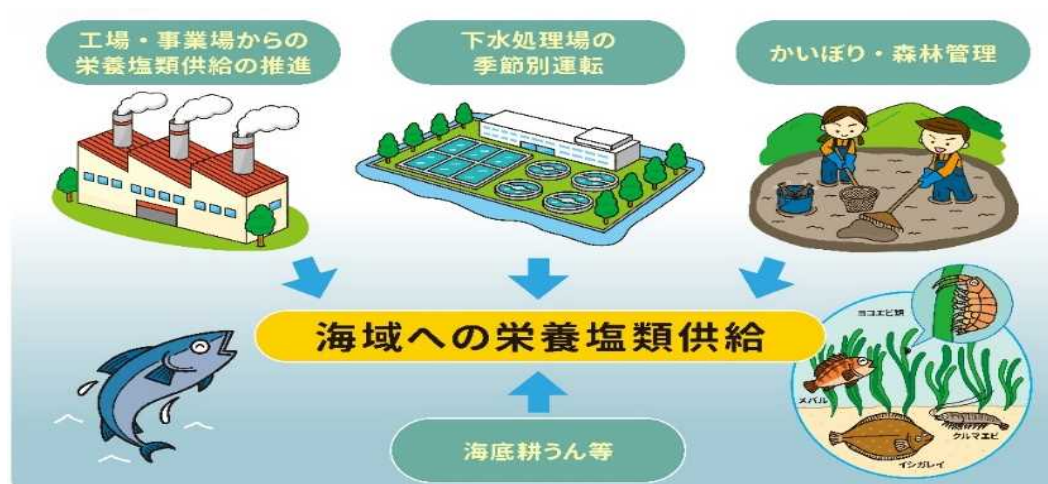 工場・事業場からの
栄養塩類供給の推進
下水処理場の
季節別運転
かいぼり・森林管理
海域への栄養塩類供給
ヨコエビ類
メバル
クルマエビ
イシガレイ
海底耕うん等